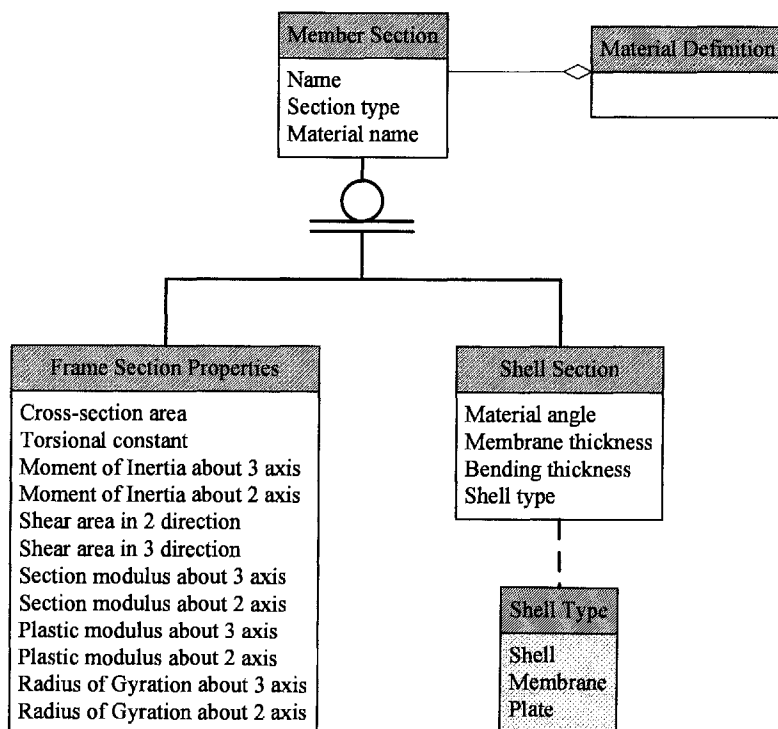 Member Section
Name
Section type
Material name
Material Definition
Frame Section Properties
Cross-section area
Torsional constant
Moment of Inertia about 3 axis
Moment of Inertia about 2 axis
Shear area in 2 direction
Shear area in 3 direction
Section modulus about 3 axis
Section modulus about 2 axis
Plastic modulus about 3 axis
Plastic modulus about 2 axis
Radius of Gyration about 3 axis
Radius of Gyration about 2 axis
Shell Section
Material angle
Membrane thickness
Bending thickness
Shell type
Shell Type
Shell
Membrane
Plate